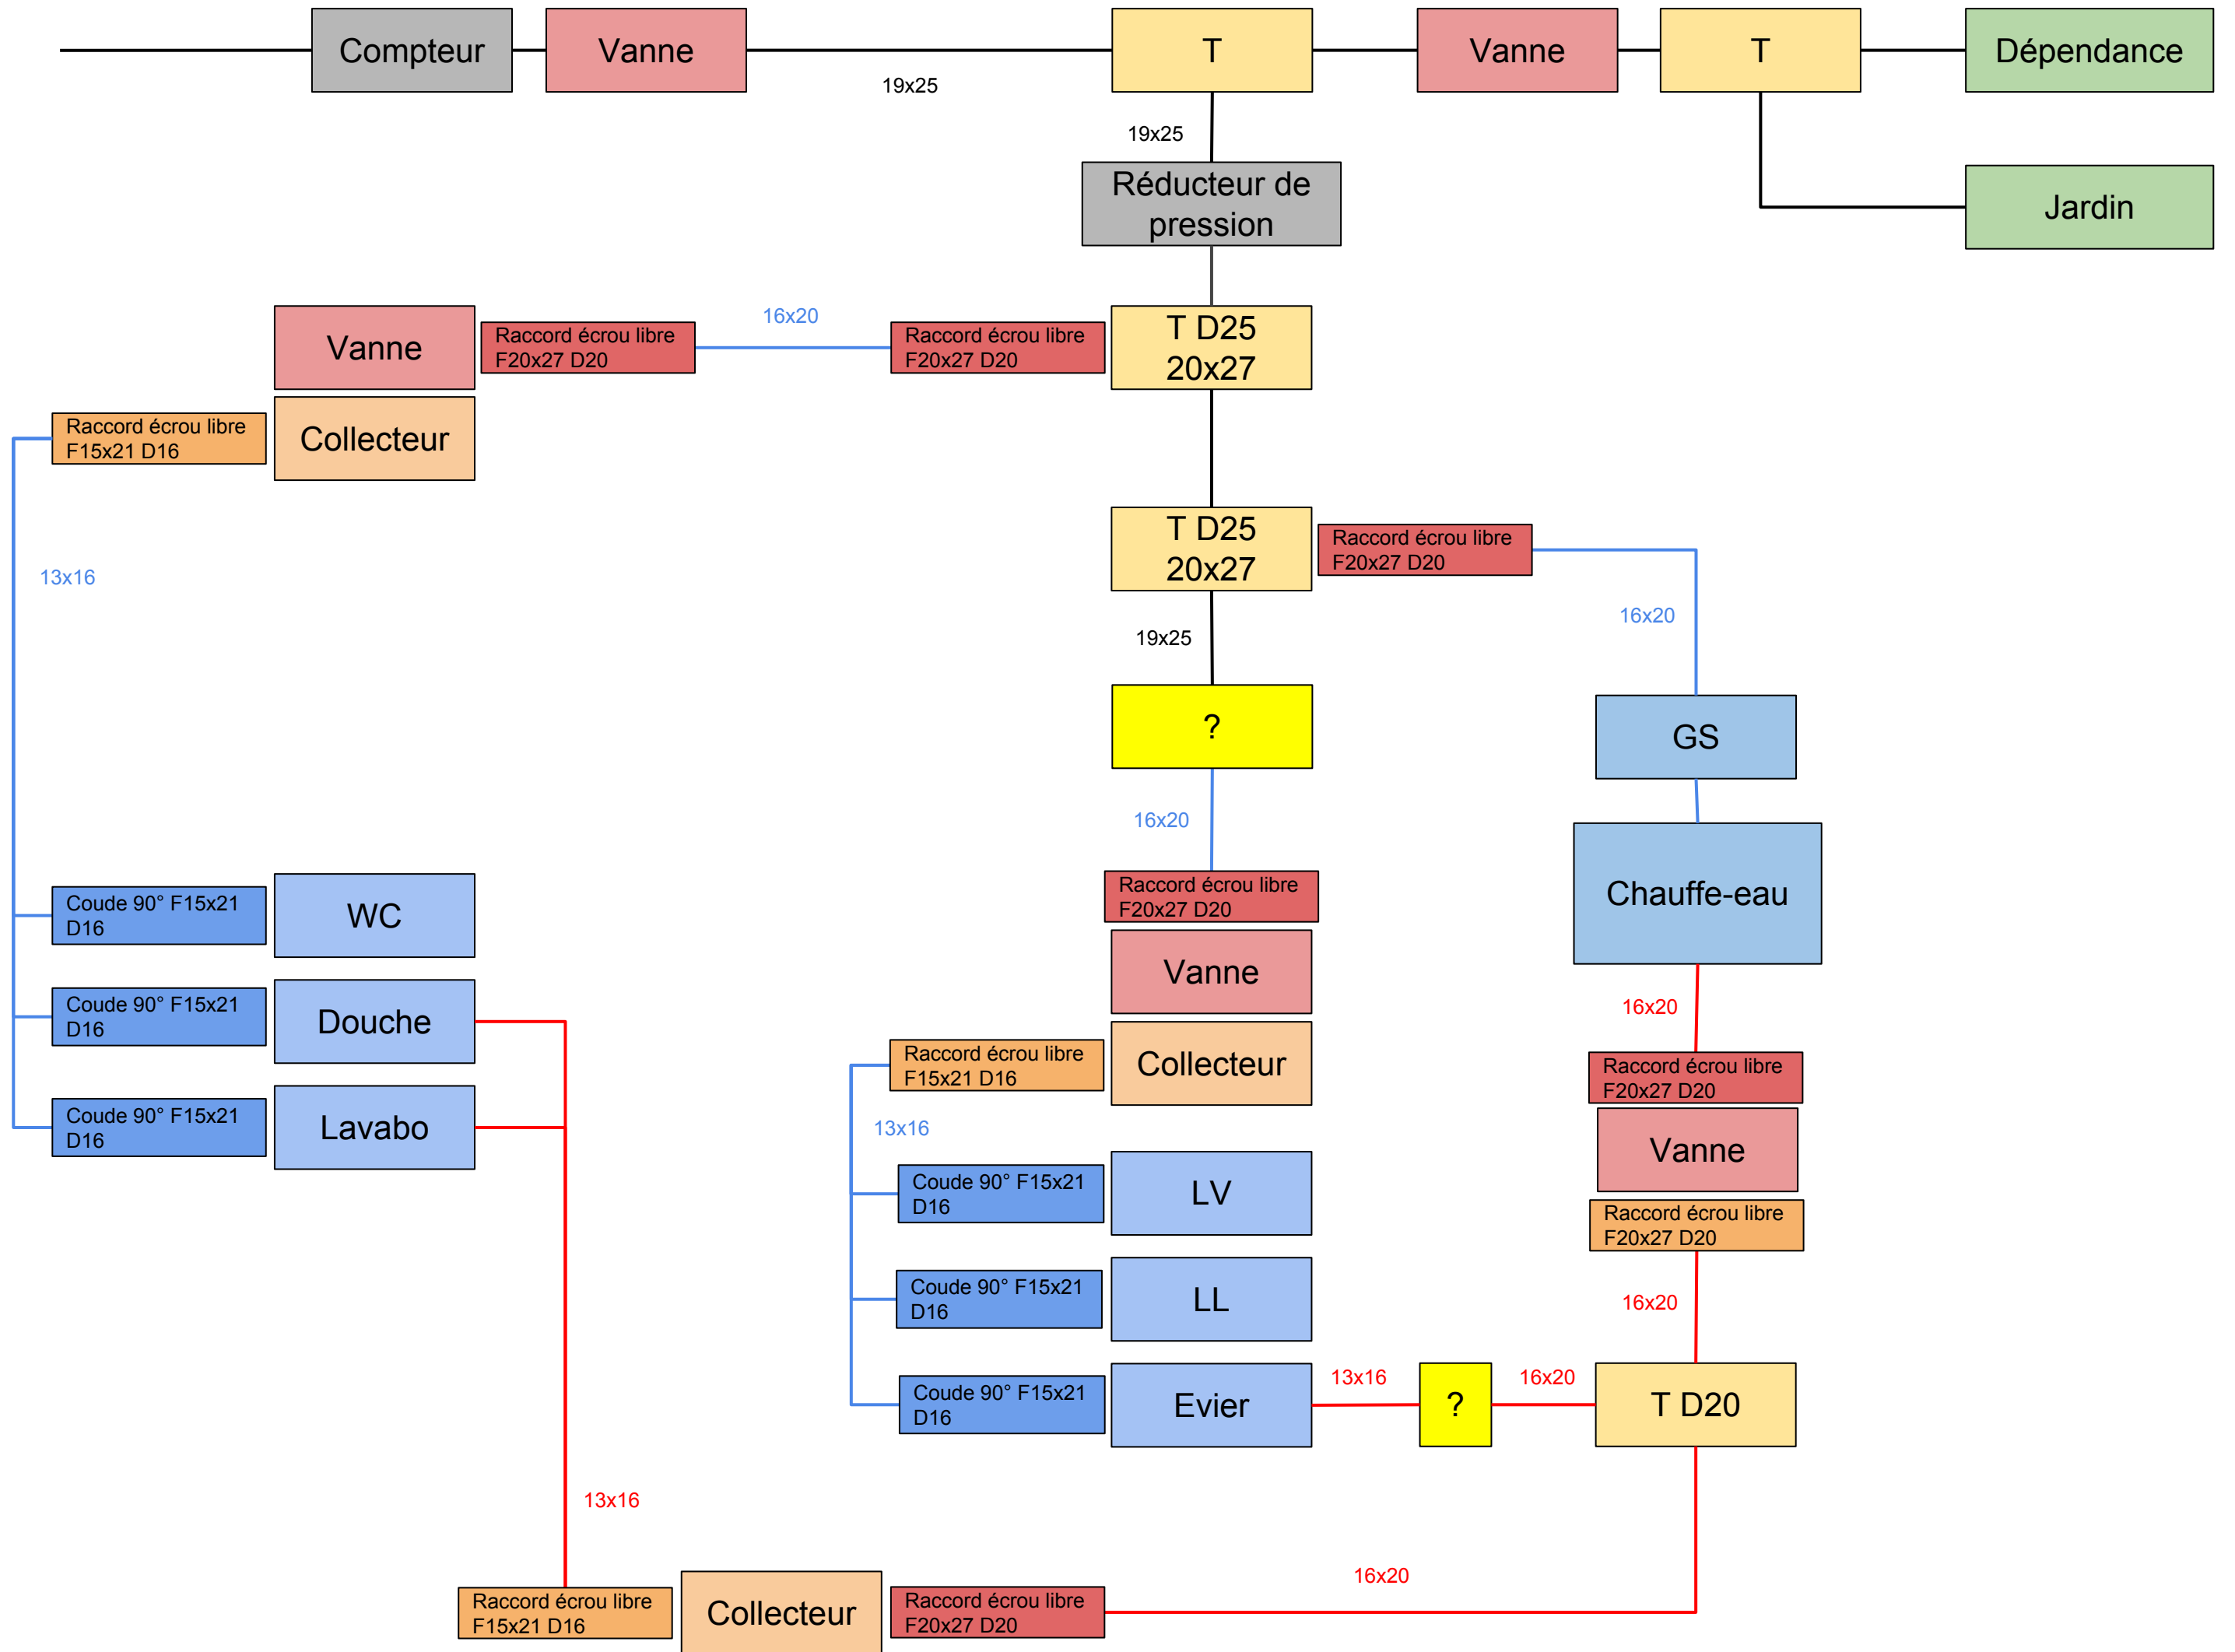 Compteur
Vanne
T
Vanne
T
Dépendance
19x25
19x25
Réducteur de
pression
Jardin
Vanne
Raccord écrou libre
F20x27 D20
16x20
Raccord écrou libre
F20x27 D20
T D25
20x27
Raccord écrou libre
F15x21 D16
Collecteur
13x16
T D25
20x27
Raccord écrou libre
F20x27 D20
16x20
19x25
?
GS
16x20
Chauffe-eau
Raccord écrou libre
F20x27 D20
Coude 90° F15x21
D16
WC
Vanne
Coude 90° F15x21
D16
Douche
16x20
Raccord écrou libre
F15x21 D16
Collecteur
Raccord écrou libre
F20x27 D20
Coude 90° F15x21
D16
Lavabo
13x16
Vanne
Coude 90° F15x21
D16
LV
Raccord écrou libre
F20x27 D20
Coude 90° F15x21
D16
LL
16x20
Coude 90° F15x21
D16
Evier
13x16
?
16x20
T D20
13x16
16x20
Raccord écrou libre
F15x21 D16
Collecteur
Raccord écrou libre
F20x27 D20